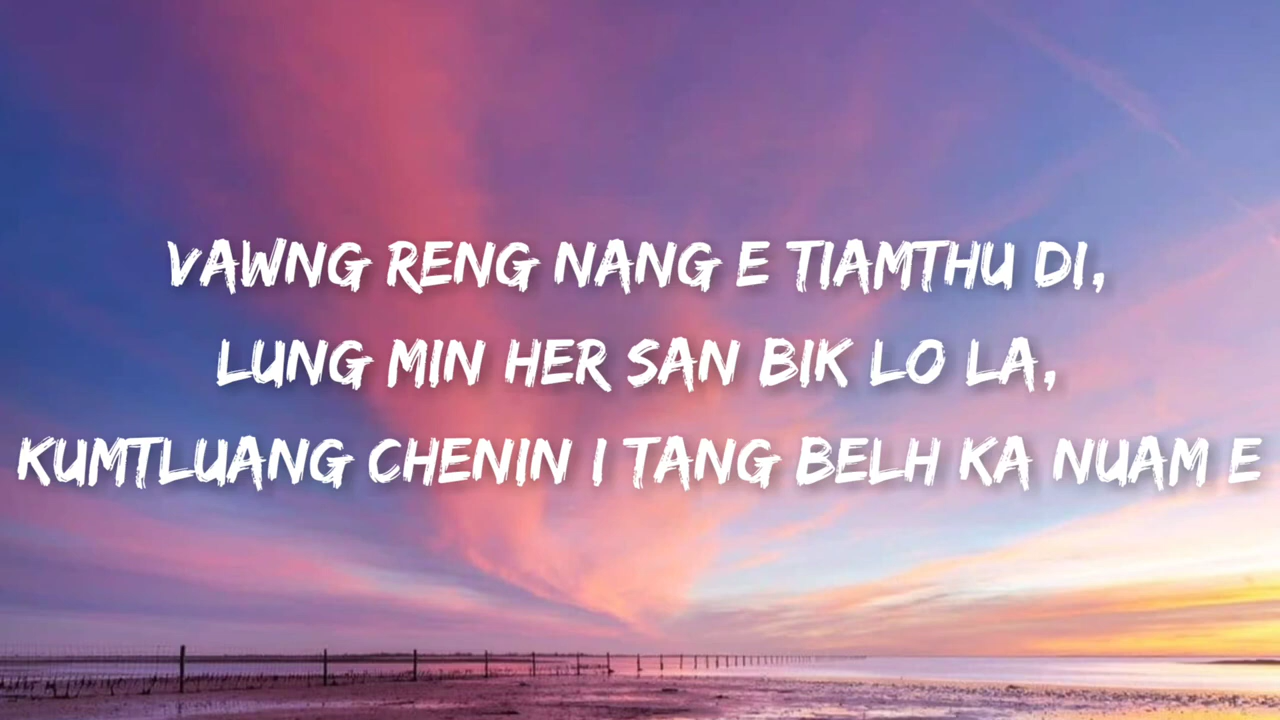 VAWNG RENG NANG E TIAMTHU DI,
LUNG MIN HER SAN BIK LO LA,
KUMTLUANG CHENIN I TANG BELH KA NUAM E